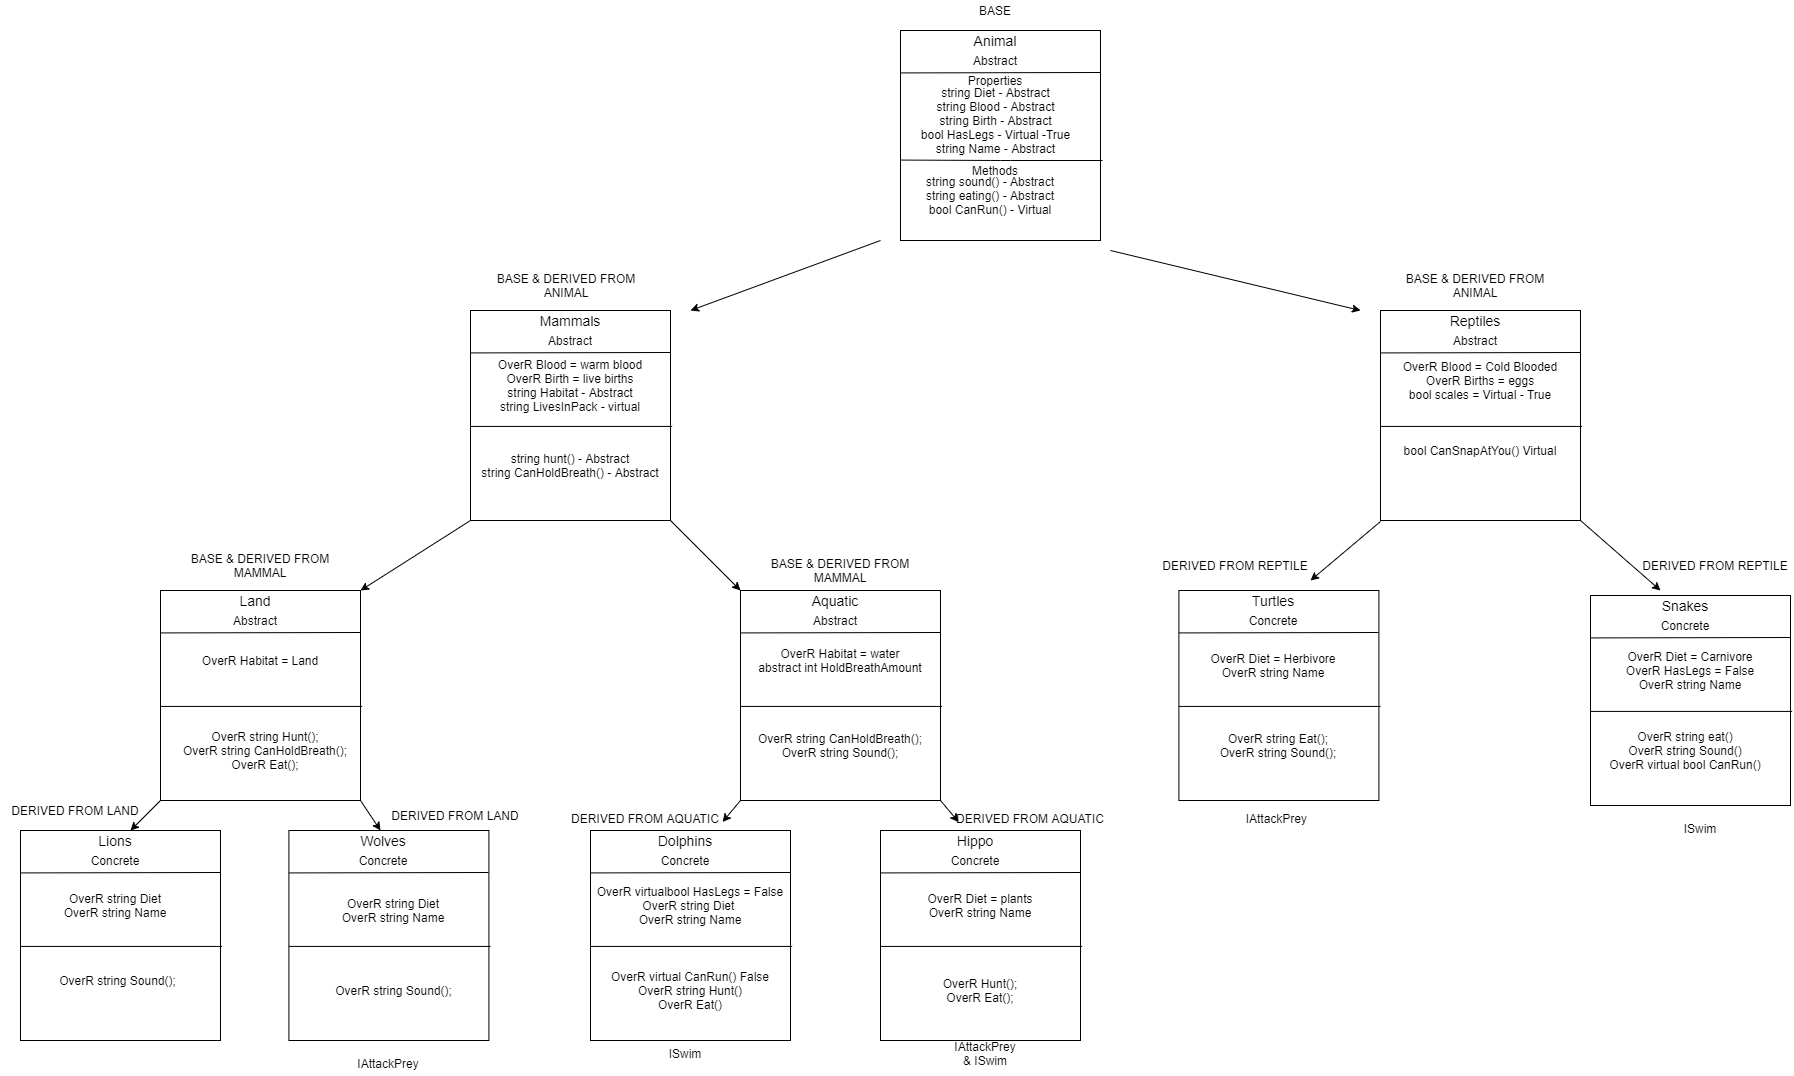 BASE
Animal
Abstract
Properties
string Diet - Abstract
string Blood - Abstract
string Birth - Abstract
bool HasLegs - Virtual -True
string Name - Abstract
Methods
string sound() - Abstract
string eating() - Abstract
bool CanRun() - Virtual
BASE & DERIVED FROM
ANIMAL
Mammals
Abstract
OverR Blood = warm blood
OverR Birth = live births
string Habitat - Abstract
string LivesInPack - virtual
string hunt() - Abstract
string CanHoldBreath() - Abstract
BASE & DERIVED FROM
ANIMAL
Reptiles
Abstract
OverR Blood = Cold Blooded
OverR Births = eggs
bool scales = Virtual - True
bool CanSnapAtYou() Virtual
BASE & DERIVED FROM
MAMMAL
Land
Abstract
OverR Habitat = Land
OverR string Hunt();
OverR string CanHoldBreath();
OverR Eat();
BASE & DERIVED FROM
MAMMAL
Aquatic
Abstract
OverR Habitat = water
abstract int HoldBreathAmount
OverR string CanHoldBreath();
OverR string Sound();
DERIVED FROM REPTILE
Turtles
Concrete
OverR Diet = Herbivore
OverR string Name
OverR string Eat();
OverR string Sound();
IAttackPrey
DERIVED FROM REPTILE
Snakes
Concrete
OverR Diet = Carnivore
OverR HasLegs = False
OverR string Name
OverR string eat()
OverR string Sound()
OverR virtual bool CanRun()
ISwim
DERIVED FROM LAND
Lions
Concrete
OverR string Diet
OverR string Name
OverR string Sound();
DERIVED FROM LAND
Wolves
Concrete
OverR string Diet
OverR string Name
OverR string Sound();
IAttackPrey
DERIVED FROM AQUATIC
Dolphins
Concrete
OverR virtualbool HasLegs = False
OverR string Diet
OverR string Name
OverR virtual CanRun() False
OverR string Hunt()
OverR Eat()
ISwim
DERIVED FROM AQUATIC
Hippo
Concrete
OverR Diet = plants
OverR string Name
OverR Hunt();
OverR Eat();
IAttackPrey
& ISwim